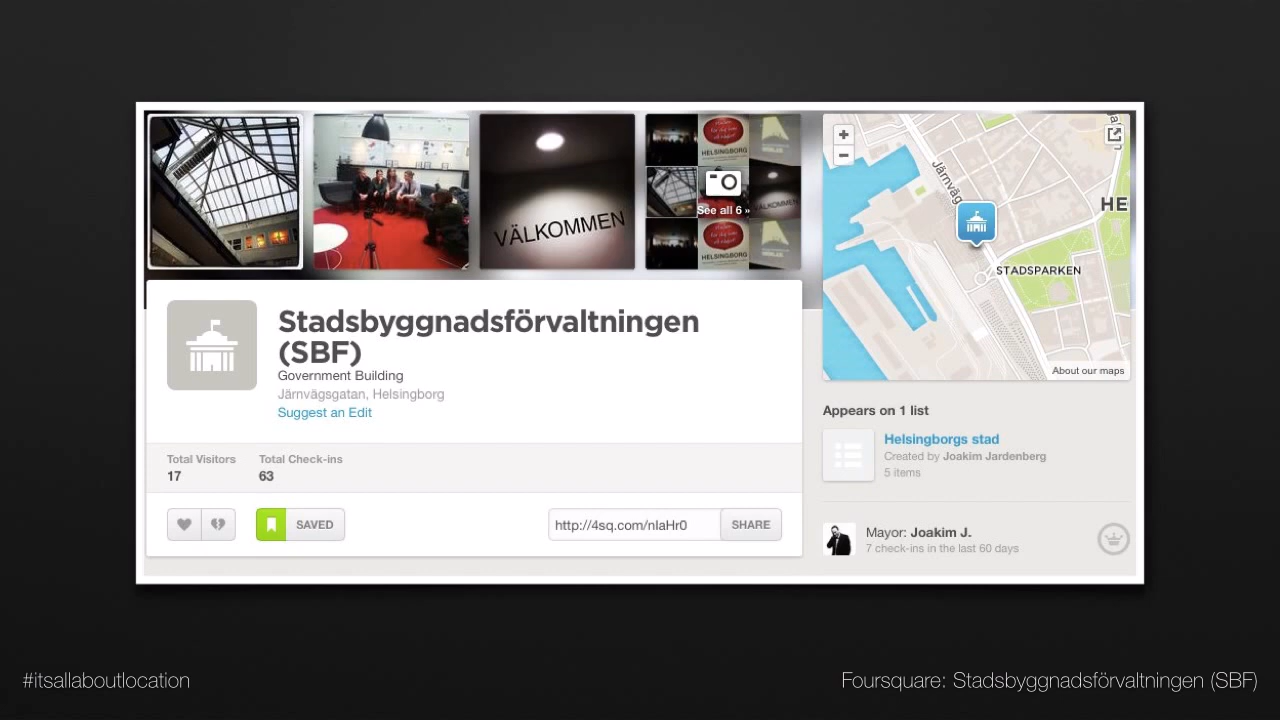 VÄLKOMMEN
HELSINGBORG
See all 6 »
HELSINGBORG
+
−
Järnväg
HE
STADSPARKEN
About our maps
Stadsbyggnadsförvaltningen
(SBF)
Government Building
Järnvägsgatan, Helsingborg
Suggest an Edit
Total Visitors
17
Total Check-ins
63
SAVED
http://4sq.com/nIaHr0
SHARE
Appears on 1 list
Helsingborgs stad
Created by Joakim Jardenberg
5 items
Mayor: Joakim J.
7 check-ins in the last 60 days
#itsallaboutlocation
Foursquare: Stadsbyggnadsförvaltningen (SBF)